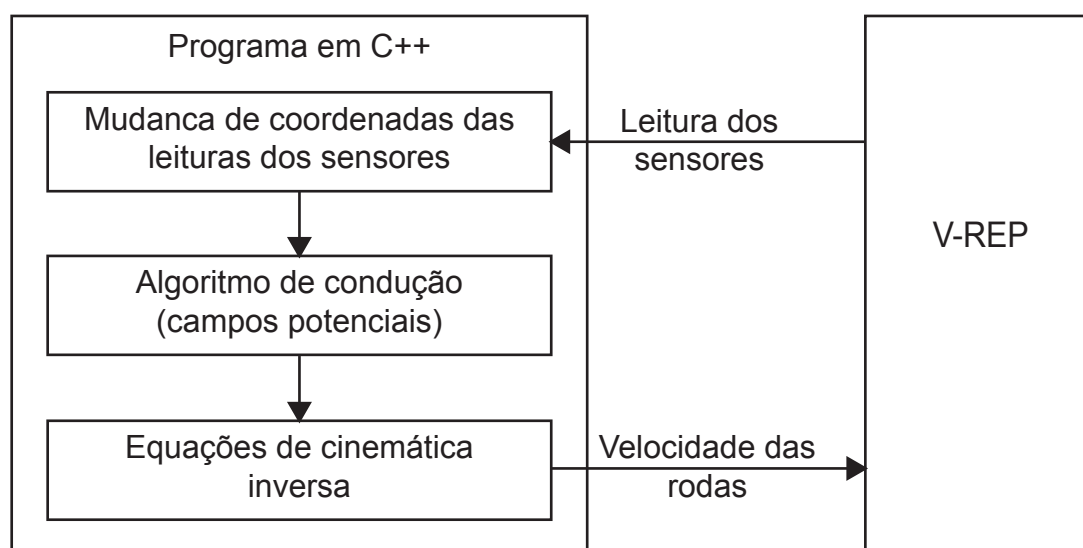 Programa em C++
Mudanca de coordenadas das
leituras dos sensores
Leitura dos
sensores
V-REP
Algoritmo de condução
(campos potenciais)
Equações de cinemática
inversa
Velocidade das
rodas